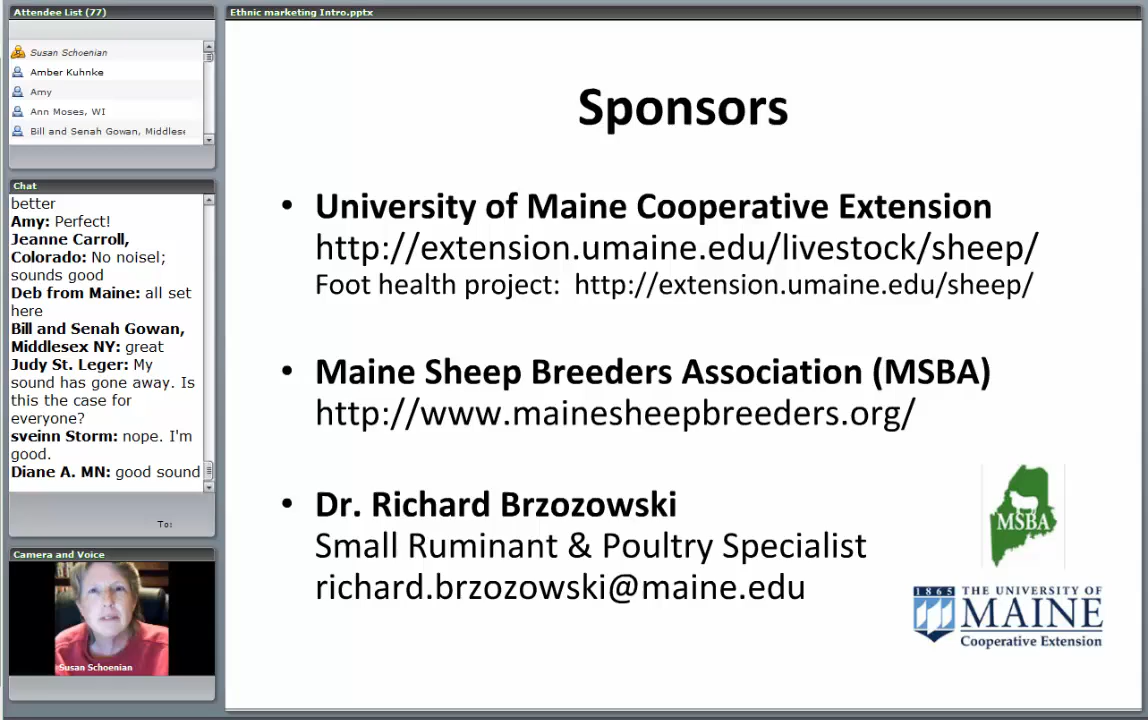 Attendee List (77)
Susan Schoenian
Amber Kuhnke
Amy
Ann Moses, WI
Bill and Senah Gowan, Middlese
Chat
better
Amy: Perfect!
Jeanne Carroll,
Colorado: No noisel;
sounds good
Deb from Maine: all set
here
Bill and Senah Gowan,
Middlesex NY: great
Judy St. Leger: My
sound has gone away. Is
this the case for
everyone?
sveinn Storm: nope. I'm
good.
Diane A. MN: good sound
To:
Camera and Voice
Susan Schoenian
Ethnic marketing Intro.pptx
Sponsors
• University of Maine Cooperative Extension
http://extension.umaine.edu/livestock/sheep/
Foot health project: http://extension.umaine.edu/sheep/
• Maine Sheep Breeders Association (MSBA)
http://www.mainesheepbreeders.org/
• Dr. Richard Brzozowski
Small Ruminant & Poultry Specialist
richard.brzozowski@maine.edu
MSBA
1865 THE UNIVERSITY OF
MAINE
Cooperative Extension